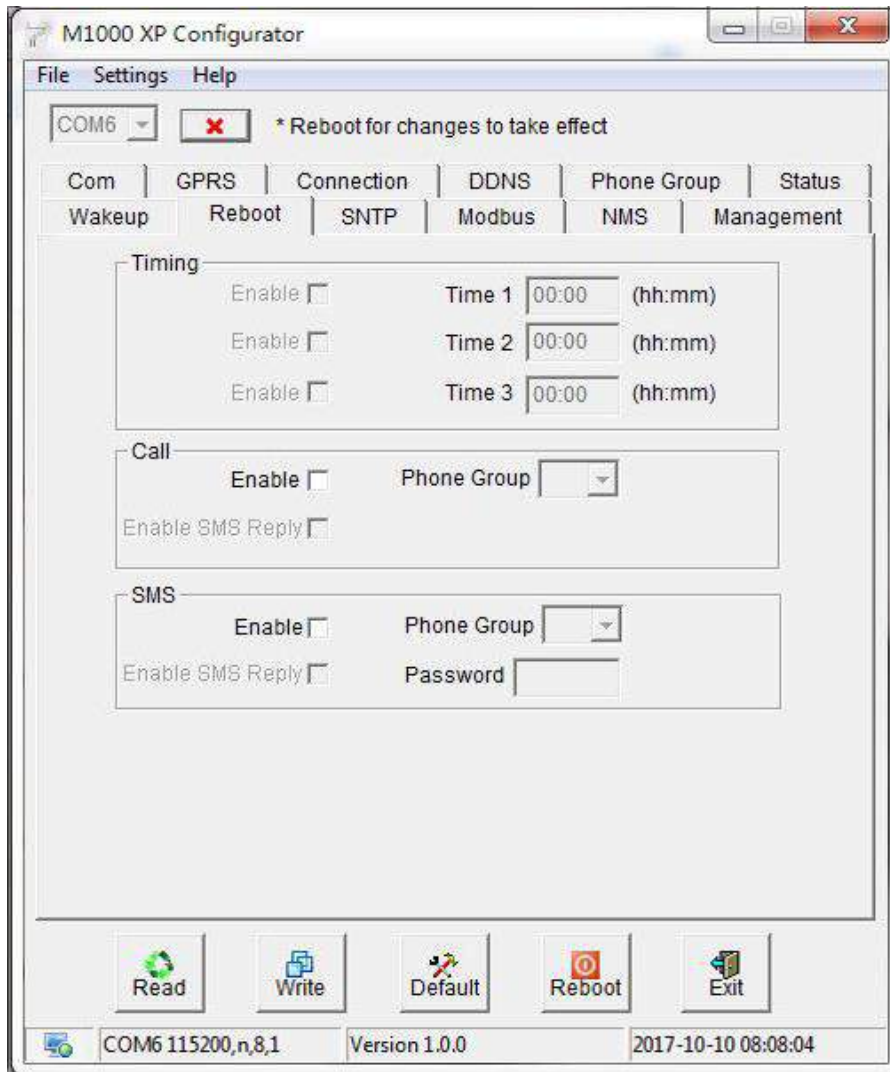 M1000 XP Configurator
File Settings Help
COM6 * Reboot for changes to take effect
Com GPRS Connection DDNS Phone Group Status
Wakeup Reboot SNTP Modbus NMS Management
Timing
Enable Time 1 00:00 (hh:mm)
Enable Time 2 00:00 (hh:mm)
Enable Time 3 00:00 (hh:mm)
Call
Enable Phone Group
Enable SMS Reply
SMS
Enable Phone Group
Enable SMS Reply Password
Read Write Default Reboot Exit
COM6 115200,n,8,1 Version 1.0.0 2017-10-10 08:08:04